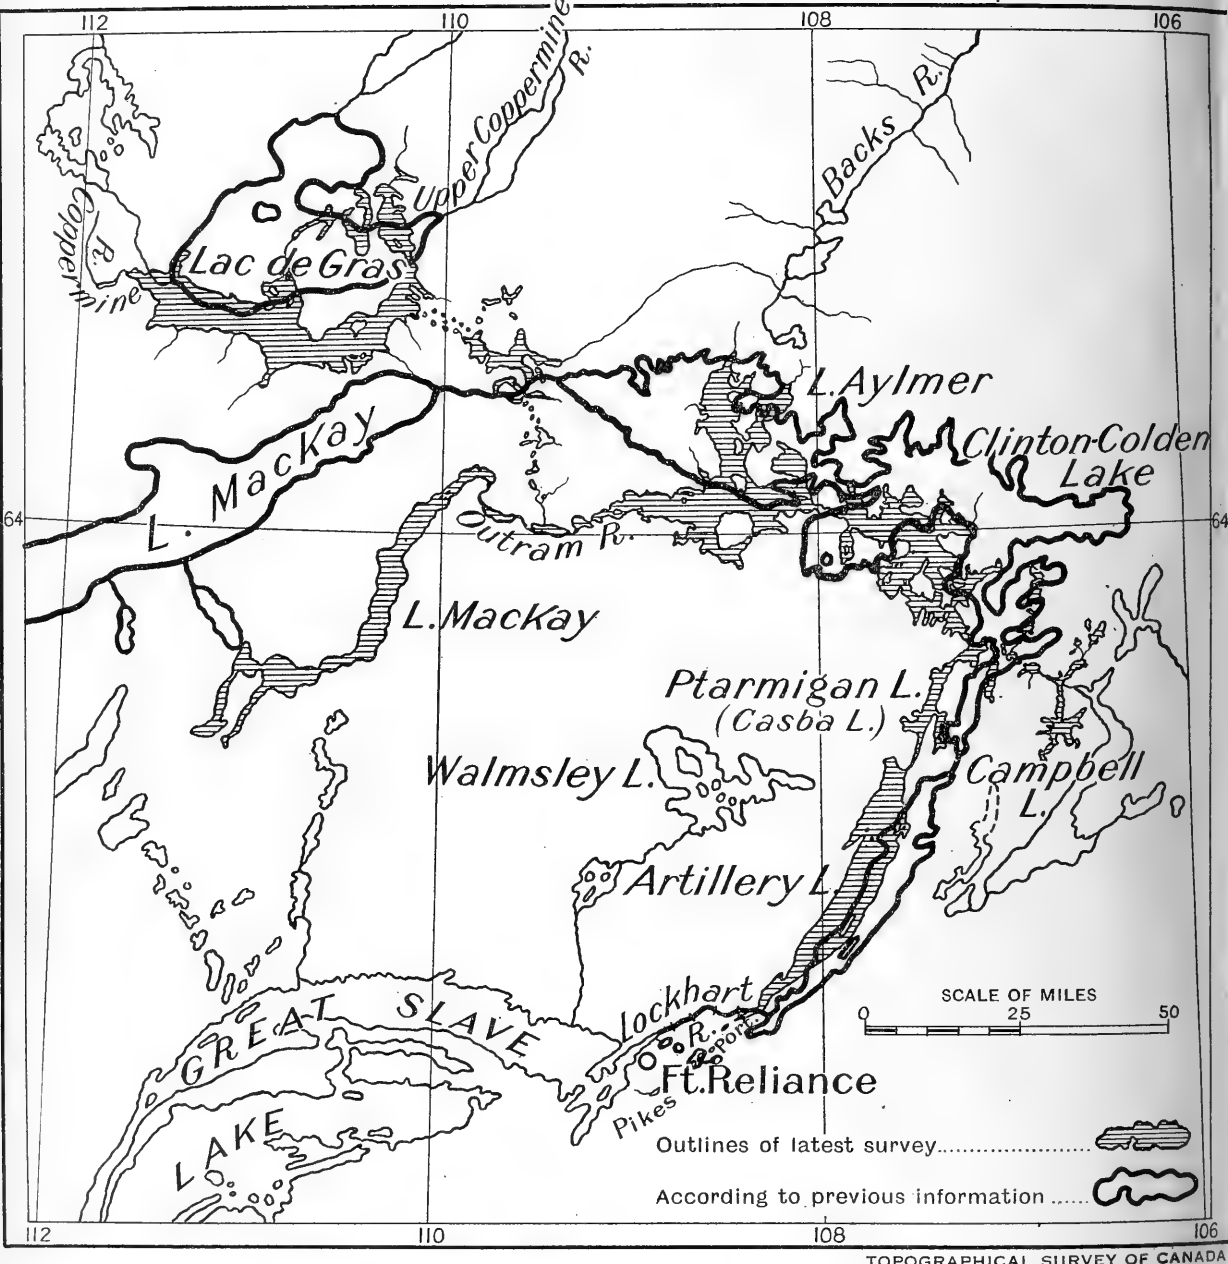 112 110 108 106
Upper Coppermine R.
Backs R.
Coppermine R.
Lac de Gras
L. Aylmer
Clinton-Colden
Lake
L. MacKay
64 64
Outram R.
L. MacKay
Ptarmigan L.
(Casba L.)
Walmsley L.
Campbell
L.
Artillery L.
Lockhart
R.
GREAT SLAVE
LAKE
Pikes Port.
Ft. Reliance
SCALE OF MILES
0 25 50
Outlines of latest survey
According to previous information
112 110 108 106
TOPOGRAPHICAL SURVEY OF CANADA